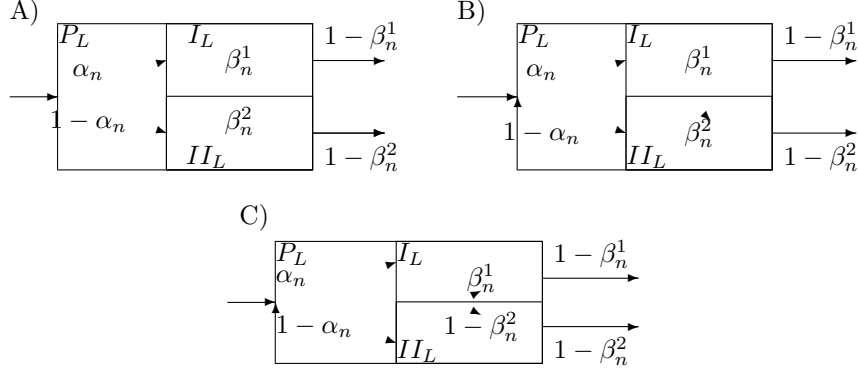 A)
P_L I_L 1 − β_n^1
α_n β_n^1
1 − α_n β_n^2
II_L 1 − β_n^2
B)
P_L I_L 1 − β_n^1
α_n β_n^1
1 − α_n β_n^2
II_L 1 − β_n^2
C)
P_L I_L 1 − β_n^1
α_n β_n^1
1 − α_n 1 − β_n^2
II_L 1 − β_n^2